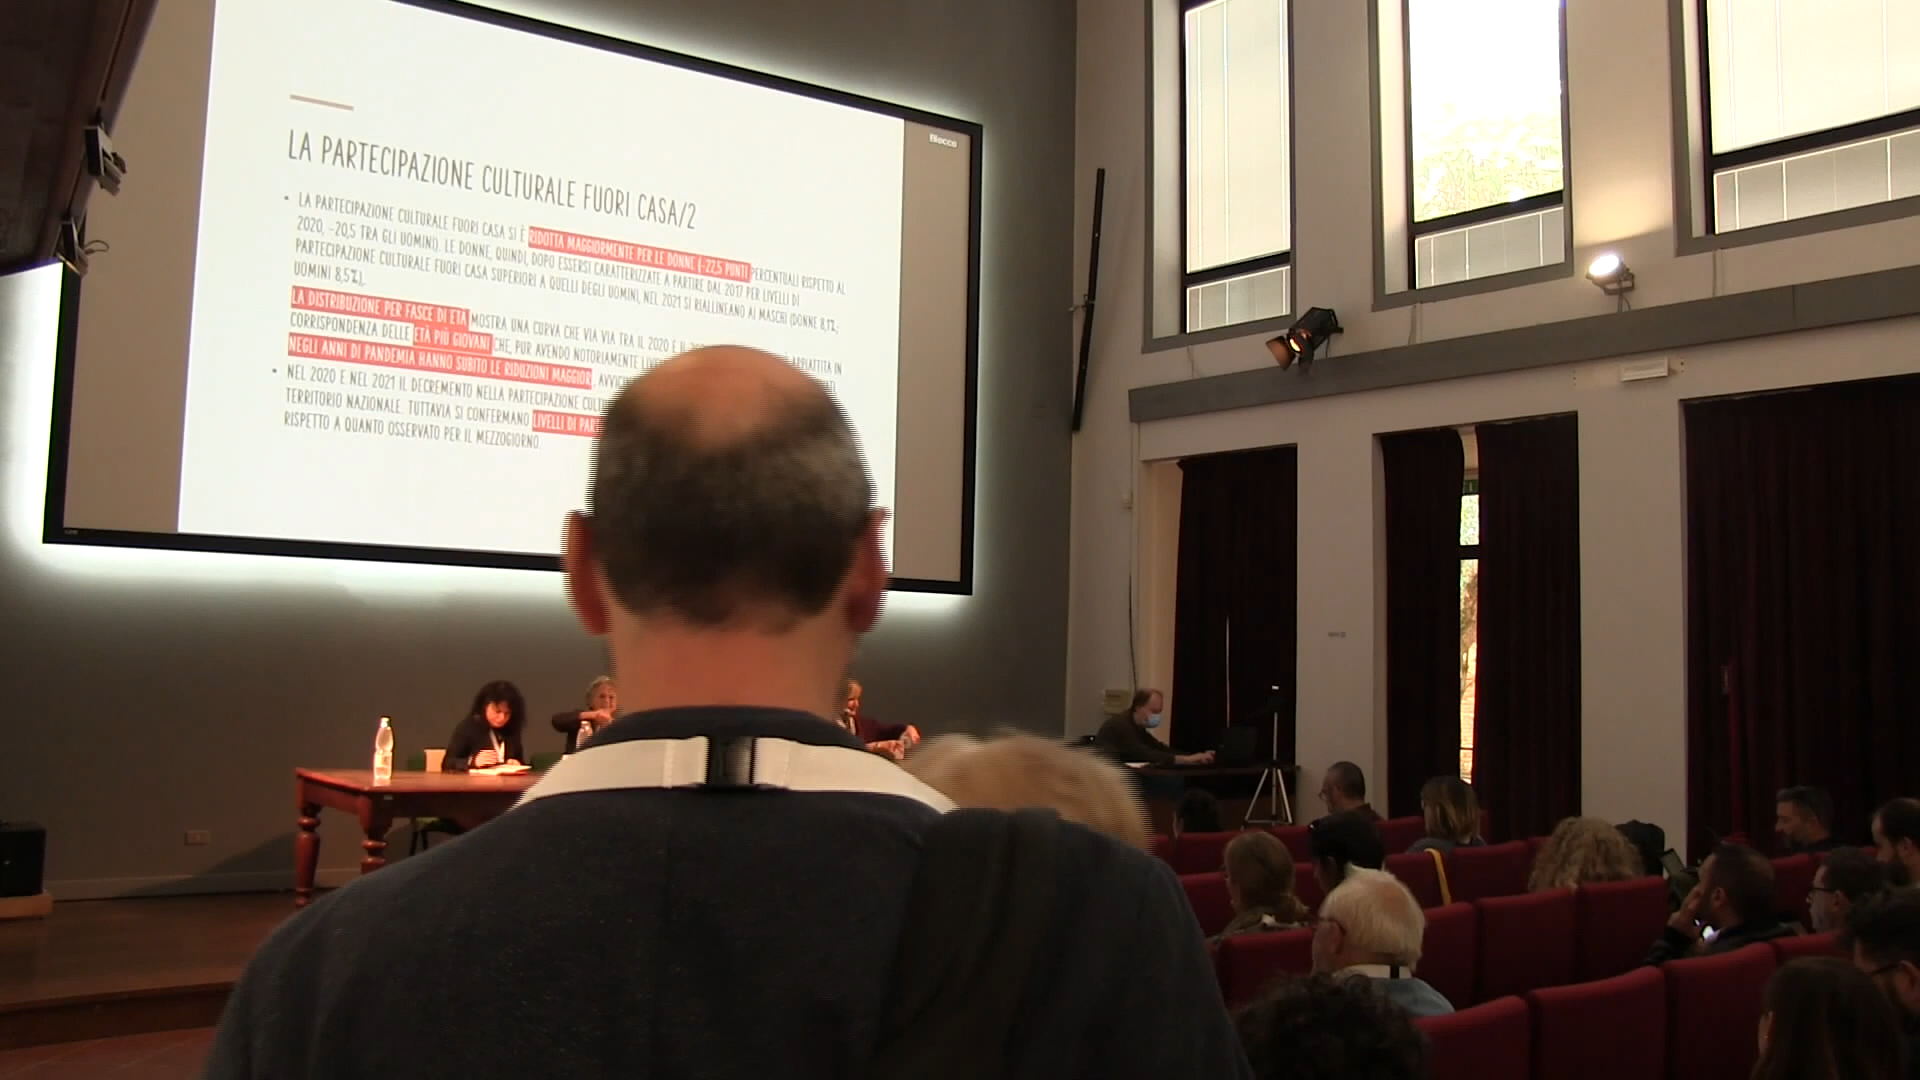 Blocco
LA PARTECIPAZIONE CULTURALE FUORI CASA/2
• LA PARTECIPAZIONE CULTURALE FUORI CASA SI È RIDOTTA MAGGIORMENTE PER LE DONNE (-22,5 PUNTI PERCENTUALI RISPETTO AL
2020, -20,5 TRA GLI UOMINI. LE DONNE, QUINDI, DOPO ESSERSI CARATTERIZZATE A PARTIRE DAL 2017 PER LIVELLI DI
PARTECIPAZIONE CULTURALE FUORI CASA SUPERIORI A QUELLI DEGLI UOMINI, NEL 2021 SI RIALLINEANO AI MASCHI (DONNE 8,1%;
UOMINI 8,5%).
LA DISTRIBUZIONE PER FASCE DI ETÀ MOSTRA UNA CURVA CHE VIA VIA TRA IL 2020 E IL APPIATTITA IN
CORRISPONDENZA DELLE ETÀ PIÙ GIOVANI CHE, PUR AVENDO NOTORIAMENTE
NEGLI ANNI DI PANDEMIA HANNO SUBITO LE RIDUZIONI MAGGIOR
• NEL 2020 E NEL 2021 IL DECREMENTO NELLA PARTECIPAZIONE
TERRITORIO NAZIONALE. TUTTAVIA SI CONFERMANO LIVELLI DI
RISPETTO A QUANTO OSSERVATO PER IL MEZZOGIORNO.